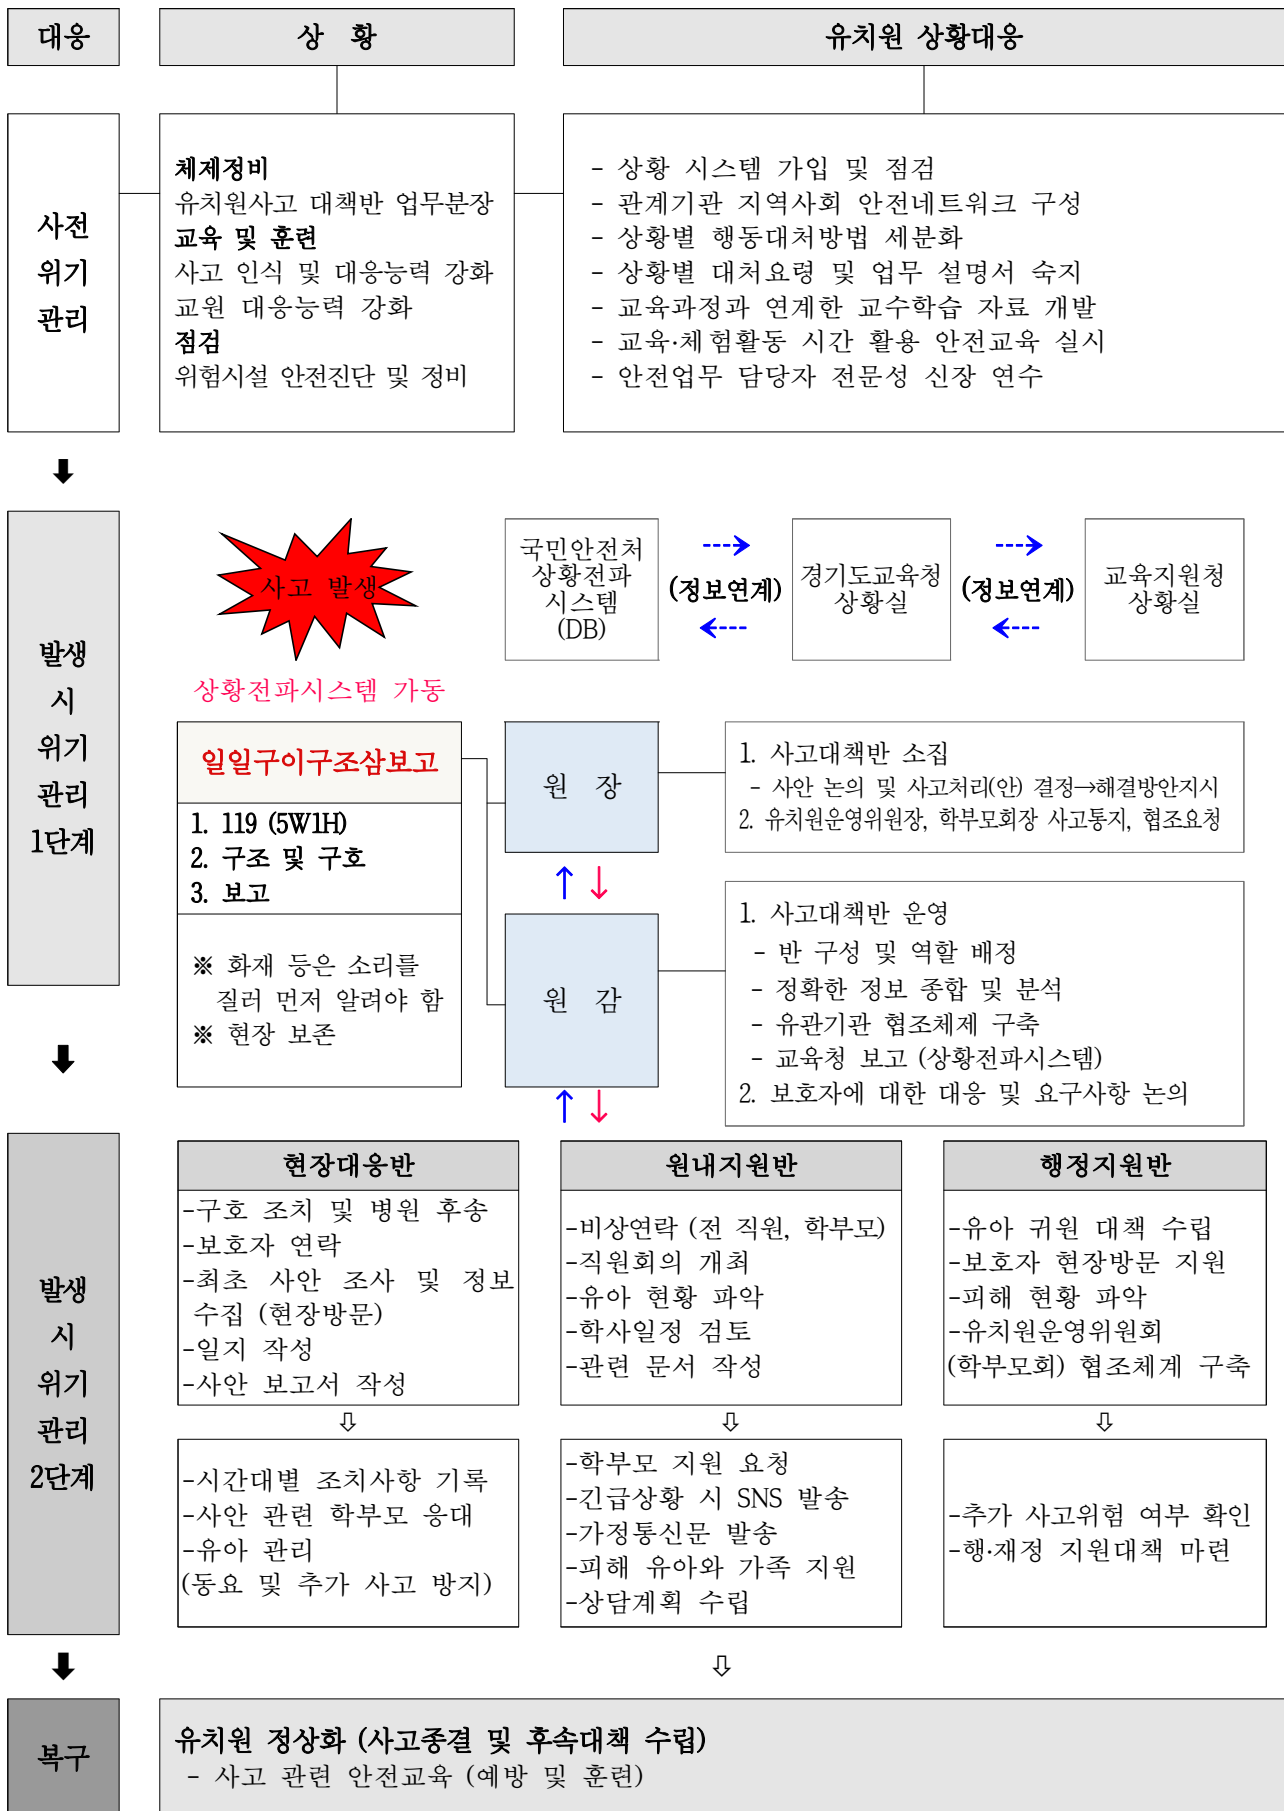 대응
상 황
유치원 상황대응
사전
위기
관리
체제정비
유치원사고 대책반 업무분장
교육 및 훈련
사고 인식 및 대응능력 강화
교원 대응능력 강화
점검
위험시설 안전진단 및 정비
- 상황 시스템 가입 및 점검
- 관계기관 지역사회 안전네트워크 구성
- 상황별 행동대처방법 세분화
- 상황별 대처요령 및 업무 설명서 숙지
- 교육과정과 연계한 교수학습 자료 개발
- 교육·체험활동 시간 활용 안전교육 실시
- 안전업무 담당자 전문성 신장 연수
⬇
발생
시
위기
관리
1단계
사고 발생
상황전파시스템 가동
국민안전처
상황전파
시스템
(DB)
(정보연계)
경기도교육청
상황실
(정보연계)
교육지원청
상황실
일일구이구조삼보고
1. 119 (5W1H)
2. 구조 및 구호
3. 보고
※ 화재 등은 소리를
질러 먼저 알려야 함
※ 현장 보존
원 장
1. 사고대책반 소집
- 사안 논의 및 사고처리(안) 결정→해결방안지시
2. 유치원운영위원장, 학부모회장 사고통지, 협조요청
원 감
1. 사고대책반 운영
- 반 구성 및 역할 배정
- 정확한 정보 종합 및 분석
- 유관기관 협조체제 구축
- 교육청 보고 (상황전파시스템)
2. 보호자에 대한 대응 및 요구사항 논의
⬇
발생
시
위기
관리
2단계
현장대응반
-구호 조치 및 병원 후송
-보호자 연락
-최초 사안 조사 및 정보
수집 (현장방문)
-일지 작성
-사안 보고서 작성
⇩
-시간대별 조치사항 기록
-사안 관련 학부모 응대
-유아 관리
(동요 및 추가 사고 방지)
원내지원반
-비상연락 (전 직원, 학부모)
-직원회의 개최
-유아 현황 파악
-학사일정 검토
-관련 문서 작성
⇩
-학부모 지원 요청
-긴급상황 시 SNS 발송
-가정통신문 발송
-피해 유아와 가족 지원
-상담계획 수립
행정지원반
-유아 귀원 대책 수립
-보호자 현장방문 지원
-피해 현황 파악
-유치원운영위원회
(학부모회) 협조체계 구축
⇩
-추가 사고위험 여부 확인
-행·재정 지원대책 마련
⬇
⇩
복구
유치원 정상화 (사고종결 및 후속대책 수립)
- 사고 관련 안전교육 (예방 및 훈련)